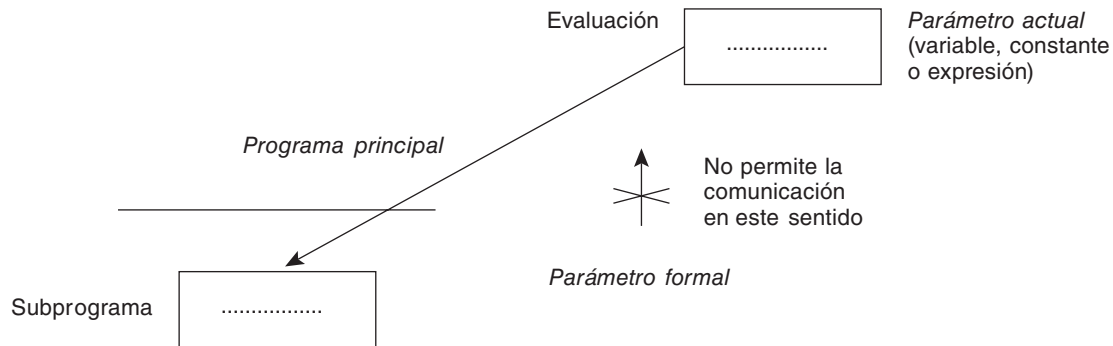 Evaluación
.................
Parámetro actual
(variable, constante
o expresión)
Programa principal
No permite la
comunicación
en este sentido
Parámetro formal
Subprograma
.................